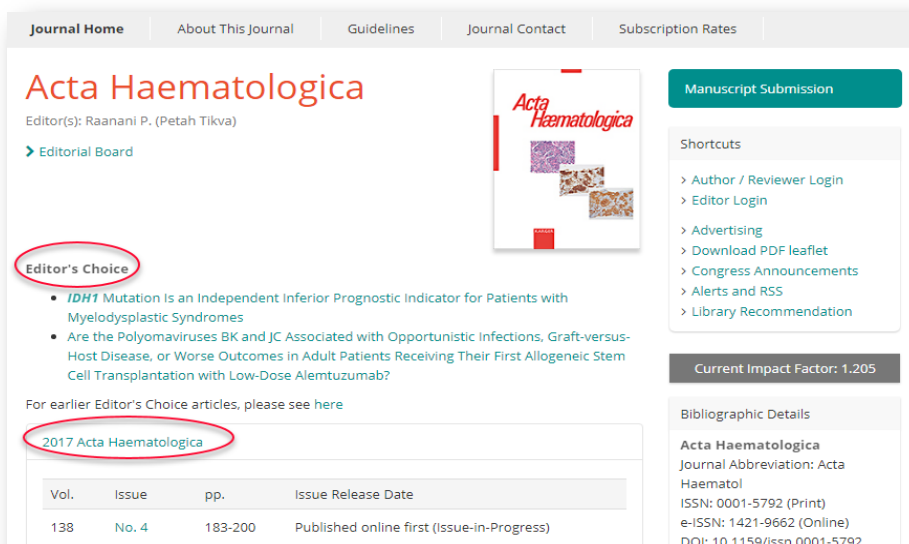 Journal Home About This Journal Guidelines Journal Contact Subscription Rates
Acta Haematologica
Editor(s): Raanani P. (Petah Tikva)
Editorial Board
Acta
Hæmatologica
KARGER
Editor's Choice
IDH1 Mutation Is an Independent Inferior Prognostic Indicator for Patients with
Myelodysplastic Syndromes
Are the Polyomaviruses BK and JC Associated with Opportunistic Infections, Graft-versus-
Host Disease, or Worse Outcomes in Adult Patients Receiving Their First Allogeneic Stem
Cell Transplantation with Low-Dose Alemtuzumab?
For earlier Editor's Choice articles, please see here
2017 Acta Haematologica
Vol. Issue pp. Issue Release Date
138 No. 4 183-200 Published online first (Issue-in-Progress)
Manuscript Submission
Shortcuts
> Author / Reviewer Login
> Editor Login
> Advertising
> Download PDF leaflet
> Congress Announcements
> Alerts and RSS
> Library Recommendation
Current Impact Factor: 1.205
Bibliographic Details
Acta Haematologica
Journal Abbreviation: Acta
Haematol
ISSN: 0001-5792 (Print)
e-ISSN: 1421-9662 (Online)
DOI: 10.1159/issn.0001-5792